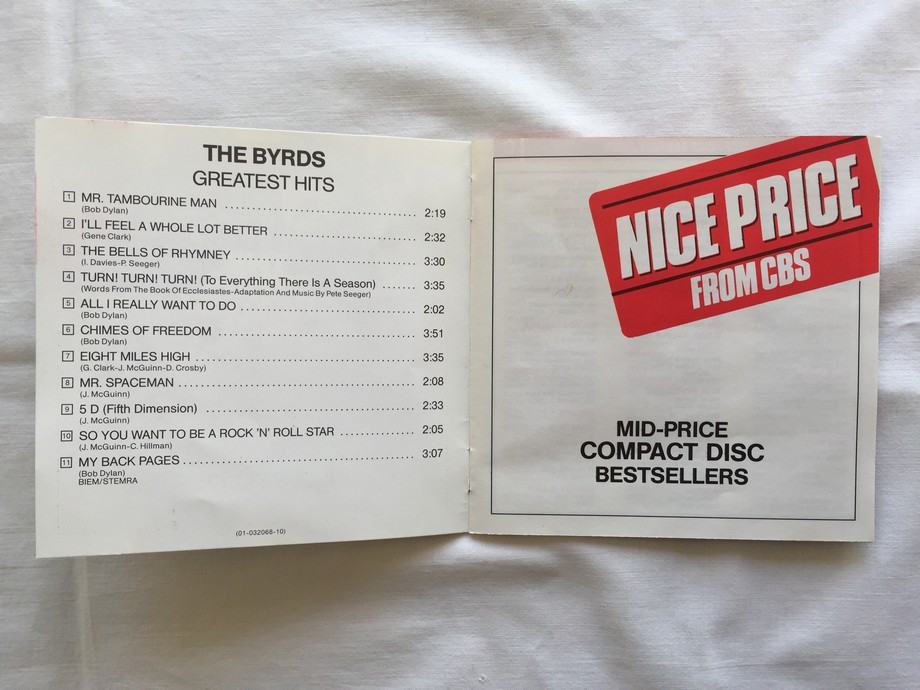 THE BYRDS
GREATEST HITS
1 MR. TAMBOURINE MAN ........ 2:19
(Bob Dylan)
2 I'LL FEEL A WHOLE LOT BETTER ........ 2:32
(Gene Clark)
3 THE BELLS OF RHYMNEY ........ 3:30
(I. Davies-P. Seeger)
4 TURN! TURN! TURN! (To Everything There Is A Season) ........ 3:35
(Words From The Book Of Ecclesiastes-Adaptation And Music By Pete Seeger)
5 ALL I REALLY WANT TO DO ........ 2:02
(Bob Dylan)
6 CHIMES OF FREEDOM ........ 3:51
(Bob Dylan)
7 EIGHT MILES HIGH ........ 3:35
(G. Clark-J. McGuinn-D. Crosby)
8 MR. SPACEMAN ........ 2:08
(J. McGuinn)
9 5 D (Fifth Dimension) ........ 2:33
(J. McGuinn)
10 SO YOU WANT TO BE A ROCK 'N' ROLL STAR ........ 2:05
(J. McGuinn-C. Hillman)
11 MY BACK PAGES ........ 3:07
(Bob Dylan)
BIEM/STEMRA
(01-032068-10)
NICE PRICE
FROM CBS
MID-PRICE
COMPACT DISC
BESTSELLERS